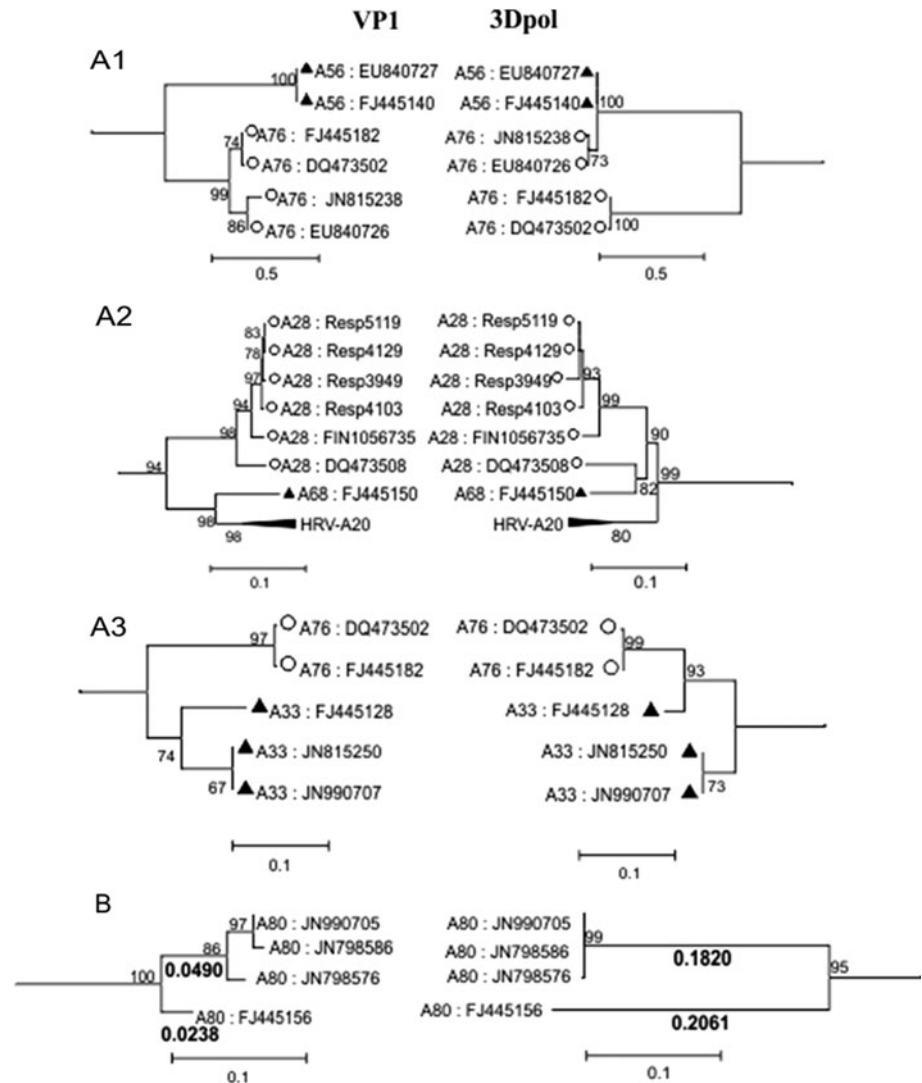 VP1 3Dpol
A1
100 A56 : EU840727
A56 : FJ445140
74 A76 : FJ445182
A76 : DQ473502
99
A76 : JN815238
86 A76 : EU840726
0.5
A56 : EU840727
A56 : FJ445140 100
A76 : JN815238
A76 : EU840726 73
A76 : FJ445182
A76 : DQ473502 100
0.5
A2
83 A28 : Resp5119
78 A28 : Resp4129
97 A28 : Resp3949
94 A28 : Resp4103
98 A28 : FIN1056735
A28 : DQ473508
94
A68 : FJ445150
98 HRV-A20
98
0.1
A28 : Resp5119
A28 : Resp4129
93
A28 : Resp3949
99
A28 : Resp4103
A28 : FIN1056735
90
A28 : DQ473508
99
A68 : FJ445150 82
HRV-A20
80
0.1
A3
97 A76 : DQ473502
A76 : FJ445182
A33 : FJ445128
74 A33 : JN815250
67 A33 : JN990707
0.1
A76 : DQ473502
99
A76 : FJ445182 93
A33 : FJ445128
A33 : JN815250
A33 : JN990707 73
0.1
B
97 A80 : JN990705
86 A80 : JN798586
100 0.0490 A80 : JN798576
A80 : FJ445156
0.0238
0.1
A80 : JN990705
99
A80 : JN798586
0.1820
A80 : JN798576
95
A80 : FJ445156
0.2061
0.1